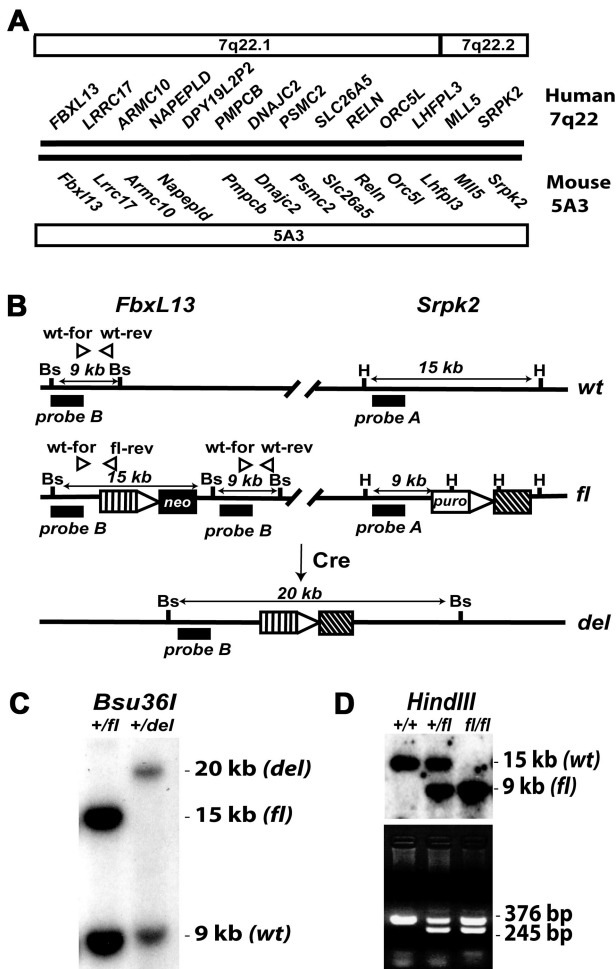 A
7q22.1 7q22.2
FBXL13 LRRC17 ARMC10 NAPEPLD DPY19L2P2 PMPCB DNAJC2 PSMC2 SLC26A5 RELN ORC5L LHFPL3 MLL5 SRPK2
Human
7q22
Fbxl13 Lrrc17 Armc10 Napepld Pmpcb Dnajc2 Psmc2 Slc26a5 Reln Orc5l Lhfpl3 Mll5 Srpk2
Mouse
5A3
5A3
B
FbxL13 Srpk2
wt-for wt-rev
Bs 9 kb Bs H 15 kb H wt
probe B probe A
wt-for fl-rev wt-for wt-rev
Bs 15 kb Bs 9 kb Bs H 9 kb H H H
neo puro fl
probe B probe B probe A
Cre
Bs 20 kb Bs
del
probe B
C
Bsu36I
+/fl +/del
- 20 kb (del)
- 15 kb (fl)
- 9 kb (wt)
D
HindIII
+/+ +/fl fl/fl
- 15 kb (wt)
- 9 kb (fl)
- 376 bp
- 245 bp